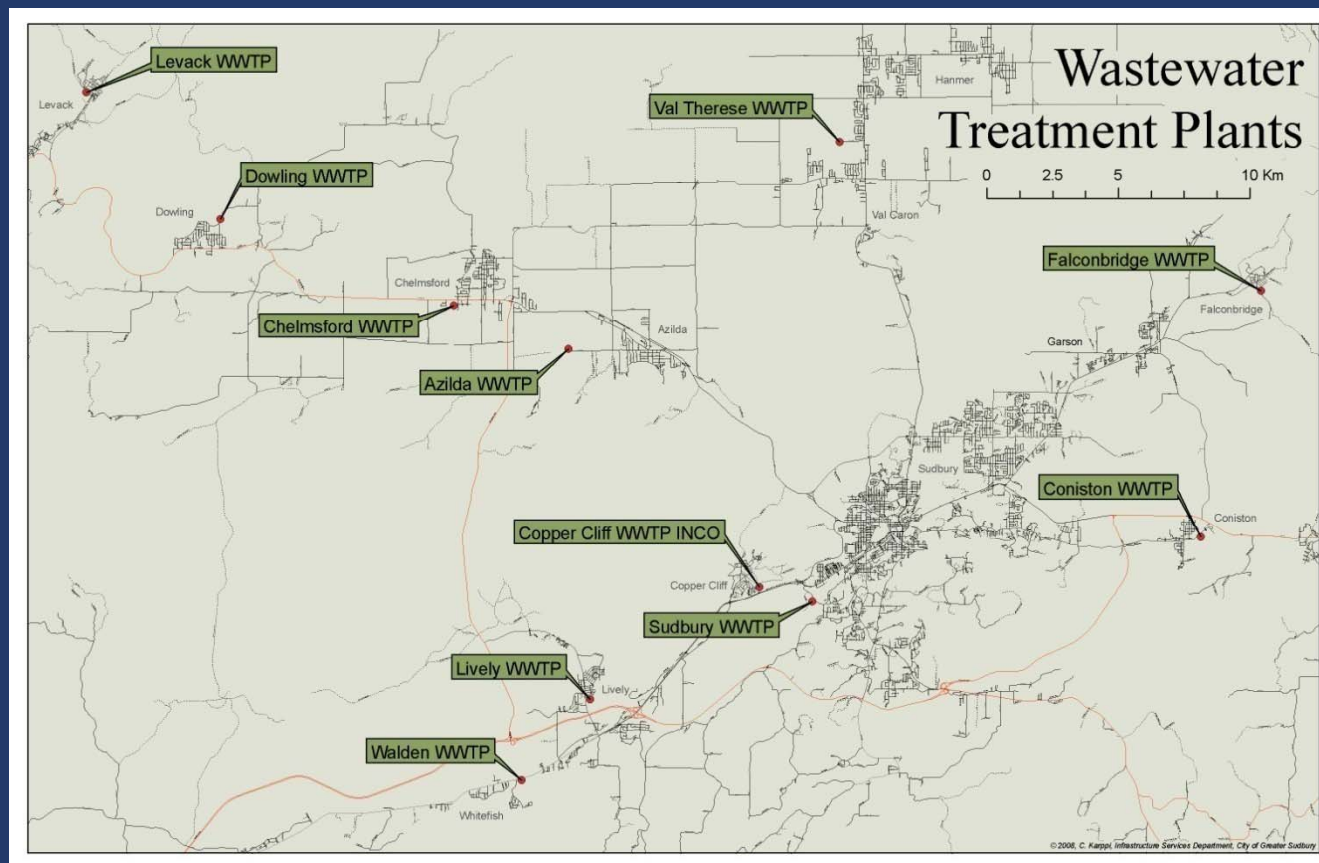 Wastewater
Treatment Plants
0 2.5 5 10 Km
Levack WWTP
Levack
Hanmer
Val Therese WWTP
Dowling WWTP
Dowling
Val Caron
Falconbridge WWTP
Falconbridge
Chelmsford
Chelmsford WWTP
Azilda
Garson
Azilda WWTP
Sudbury
Coniston WWTP
Coniston
Copper Cliff WWTP INCO
Copper Cliff
Sudbury WWTP
Lively WWTP
Lively
Walden WWTP
Whitefish
© 2008, C. Karppi, Infrastructure Services Department, City of Greater Sudbury